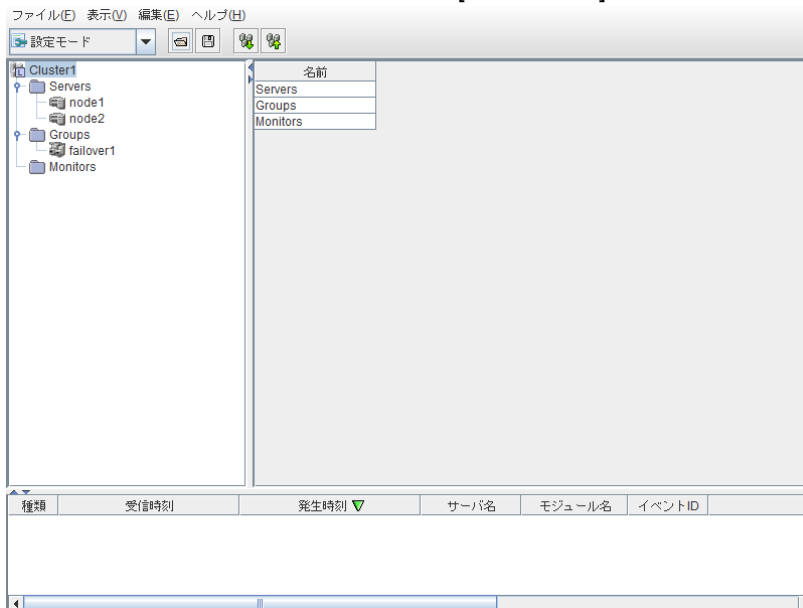 ファイル(F) 表示(V) 編集(E) ヘルプ(H)
設定モード
Cluster1
Servers
node1
node2
Groups
failover1
Monitors
名前
Servers
Groups
Monitors
種類 受信時刻 発生時刻 サーバ名 モジュール名 イベントID